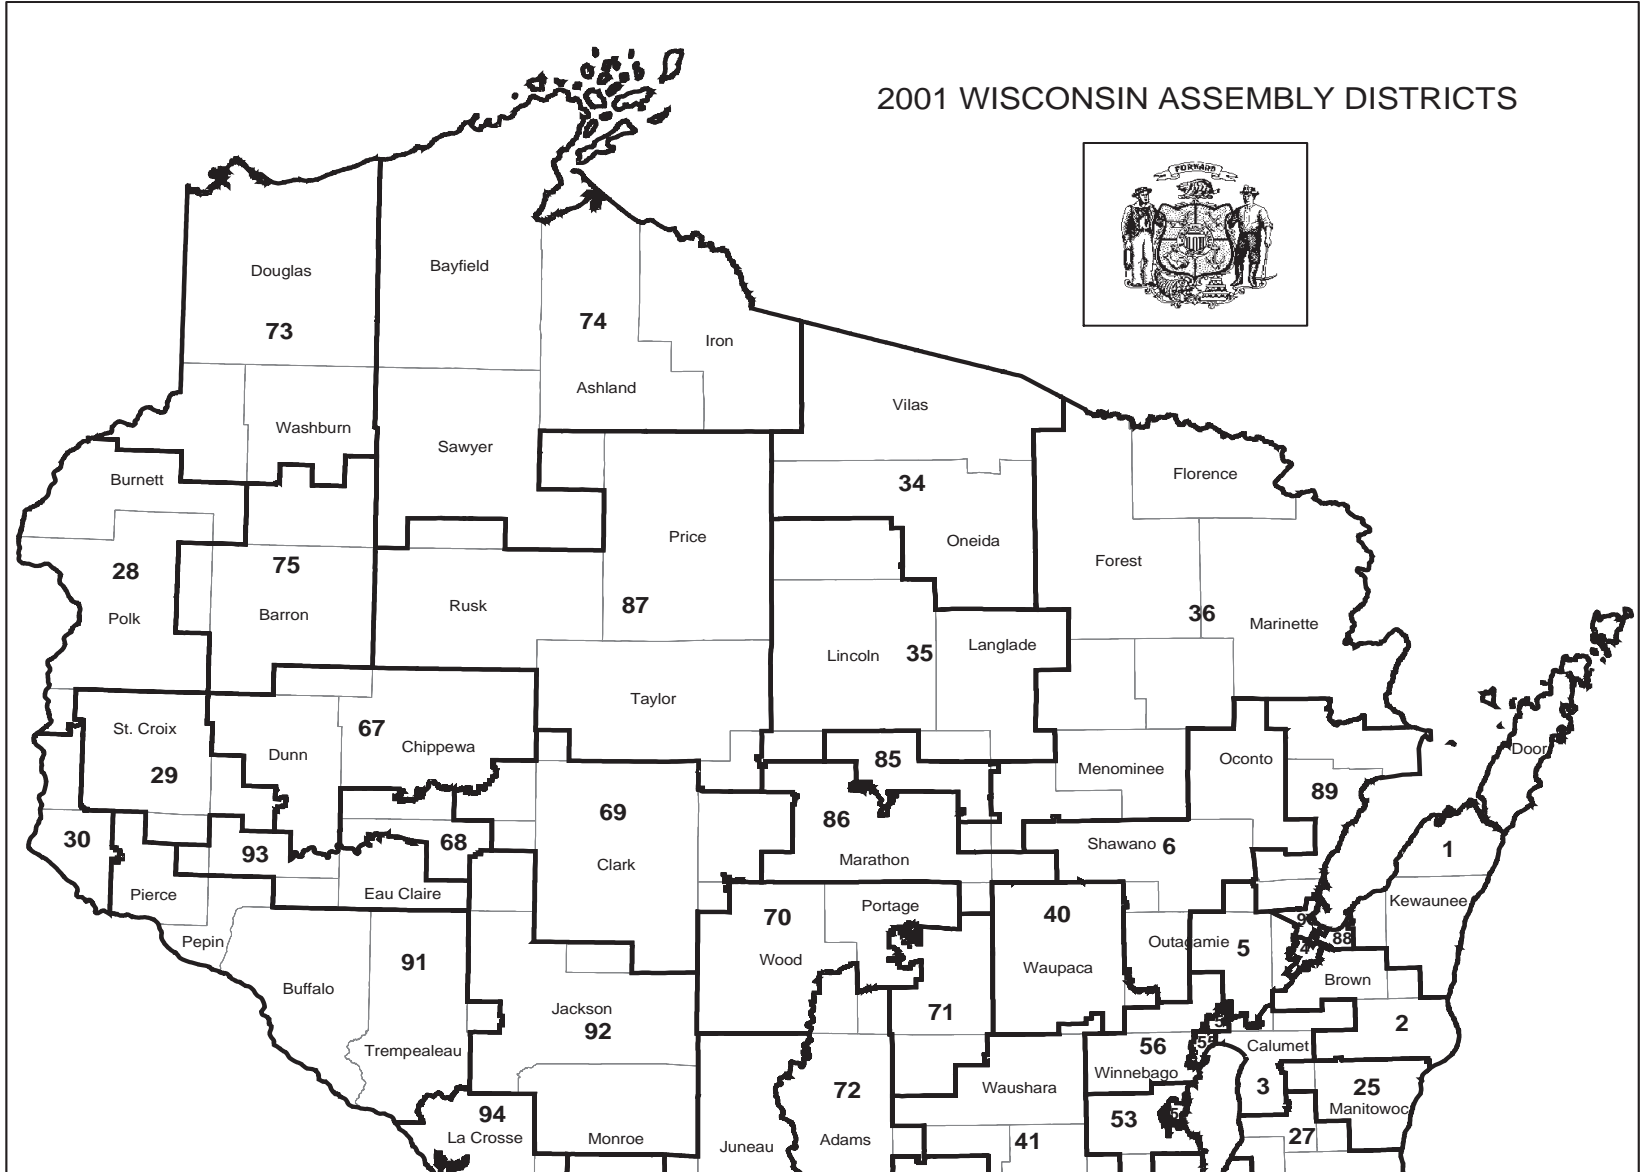 2001 WISCONSIN ASSEMBLY DISTRICTS
FORWARD
Douglas
Bayfield
73
74
Iron
Ashland
Vilas
Washburn
Sawyer
Burnett
Florence
34
Price
Oneida
Forest
28
75
Polk
Barron
Rusk
87
36
Marinette
Lincoln
35
Langlade
Taylor
St. Croix
67
Chippewa
Dunn
29
Door
85
Menominee
Oconto
89
69
86
30
93
68
Clark
Marathon
Shawano
6
1
Pierce
Eau Claire
Kewaunee
70
Portage
40
Pepin
91
Wood
Waupaca
Outagamie
5
4
88
Brown
Buffalo
Jackson
92
71
2
Trempealeau
56
Winnebago
Calumet
3
25
Manitowoc
72
Waushara
94
La Crosse
Monroe
Juneau
Adams
41
53
27